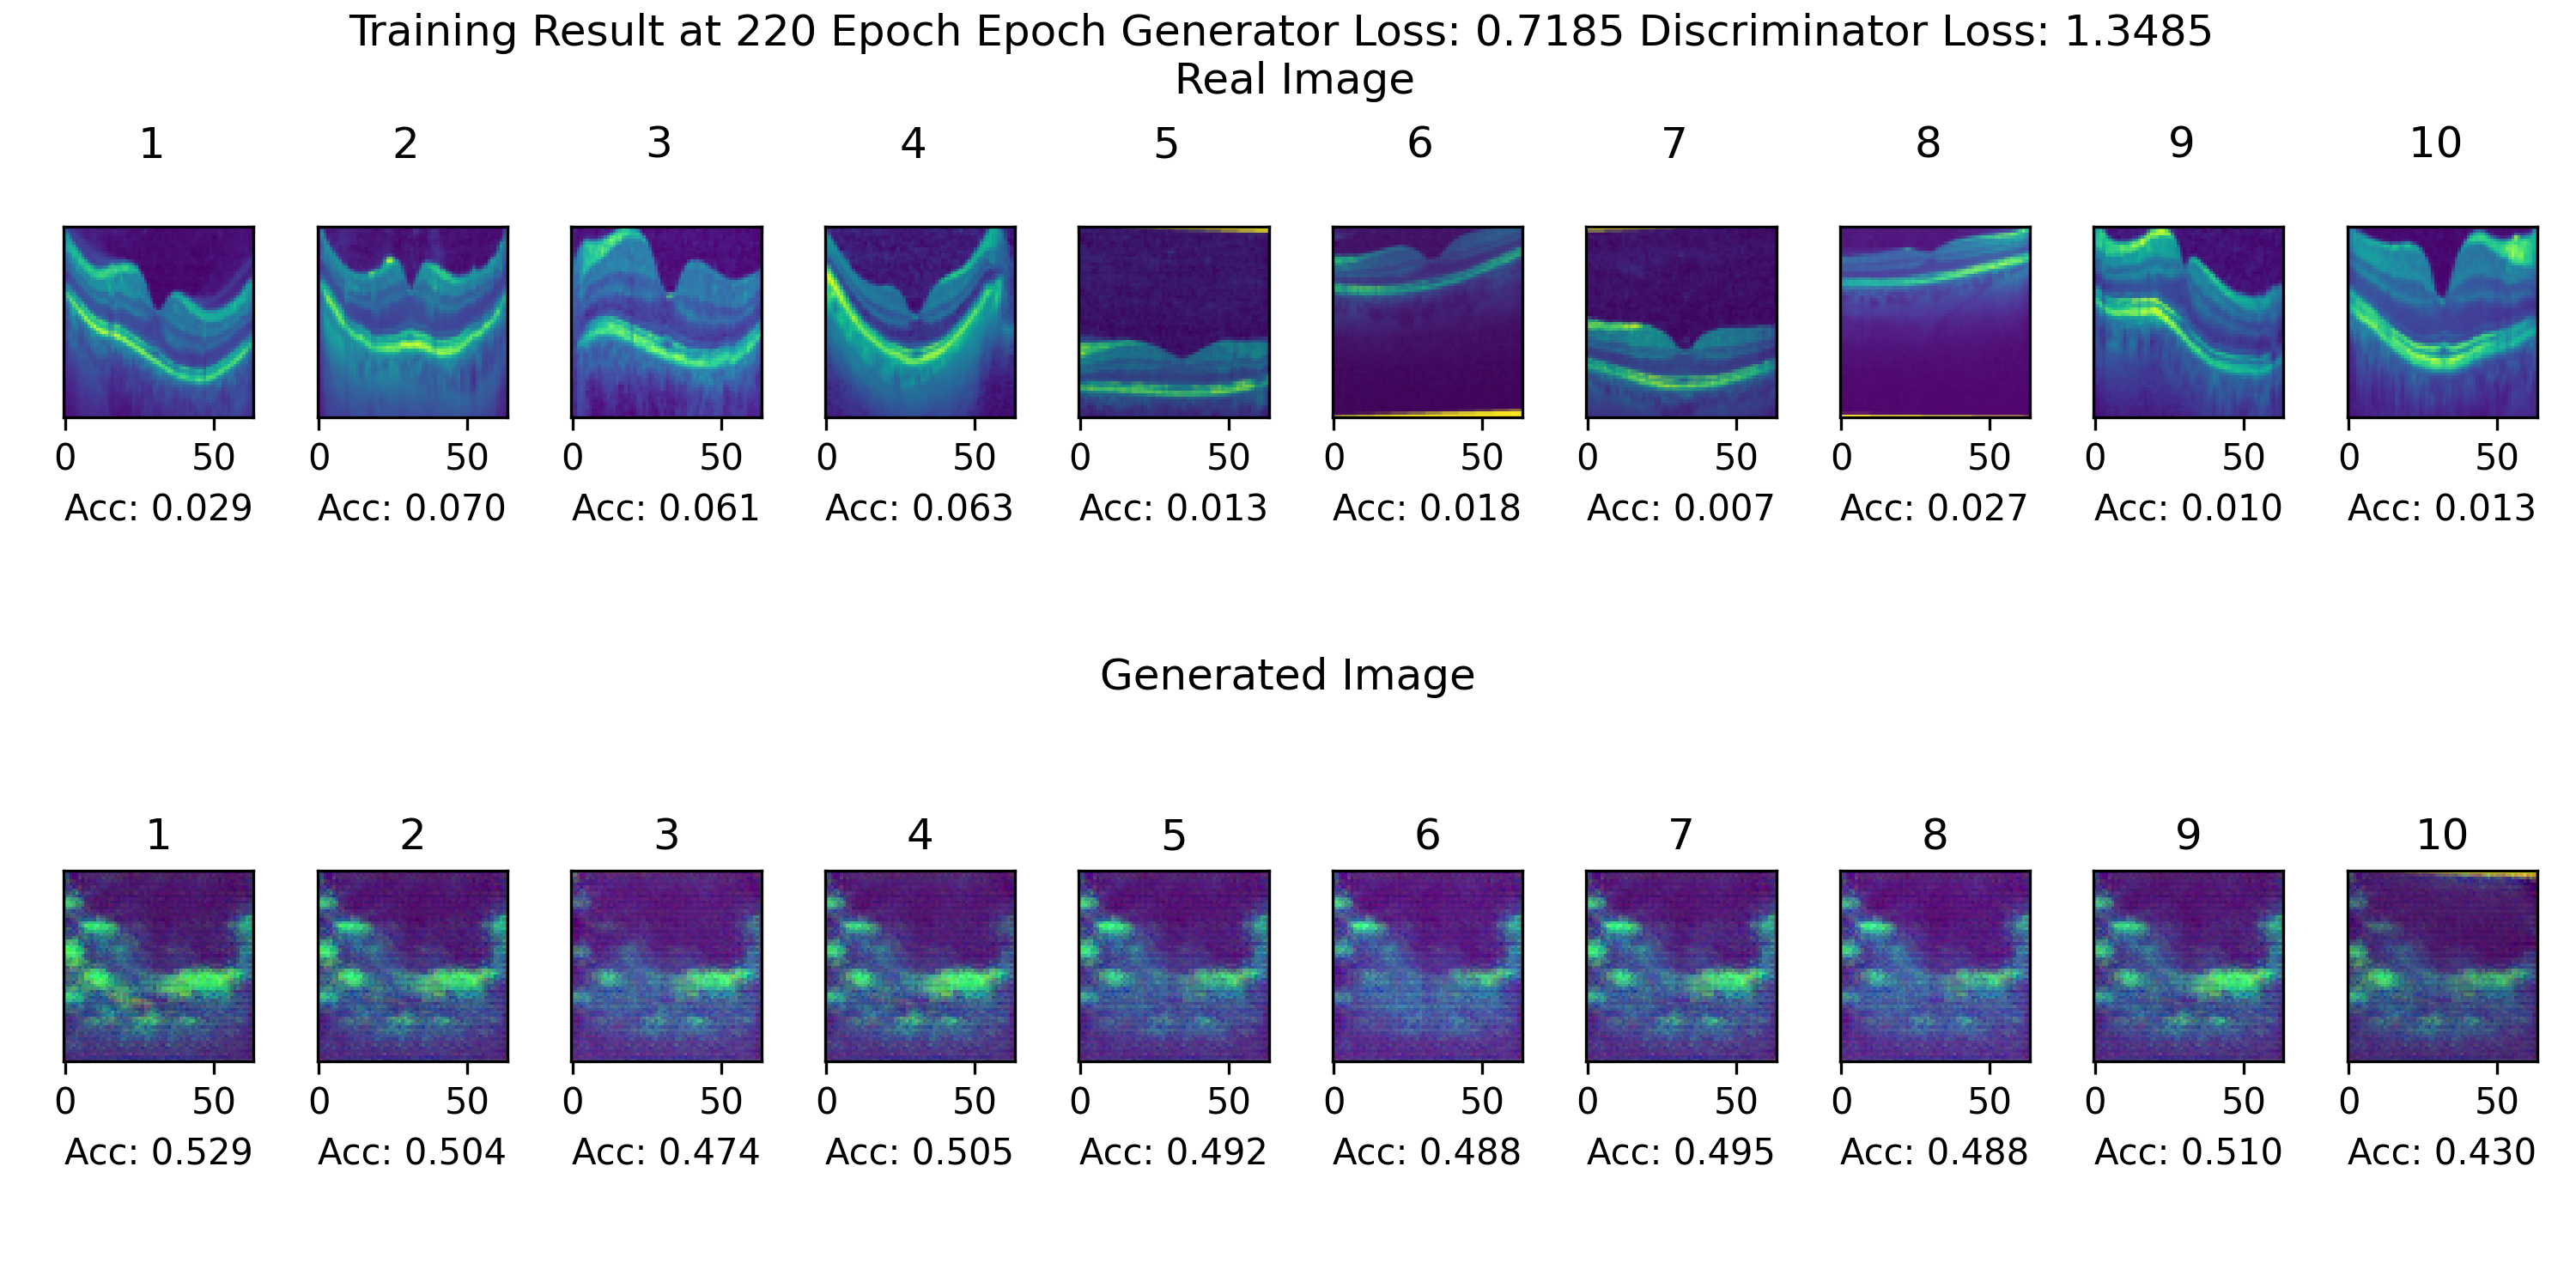 Training Result at 220 Epoch Epoch Generator Loss: 0.7185 Discriminator Loss: 1.3485
Real Image
1 2 3 4 5 6 7 8 9 10
0 50 0 50 0 50 0 50 0 50 0 50 0 50 0 50 0 50 0 50
Acc: 0.029 Acc: 0.070 Acc: 0.061 Acc: 0.063 Acc: 0.013 Acc: 0.018 Acc: 0.007 Acc: 0.027 Acc: 0.010 Acc: 0.013
Generated Image
1 2 3 4 5 6 7 8 9 10
0 50 0 50 0 50 0 50 0 50 0 50 0 50 0 50 0 50 0 50
Acc: 0.529 Acc: 0.504 Acc: 0.474 Acc: 0.505 Acc: 0.492 Acc: 0.488 Acc: 0.495 Acc: 0.488 Acc: 0.510 Acc: 0.430